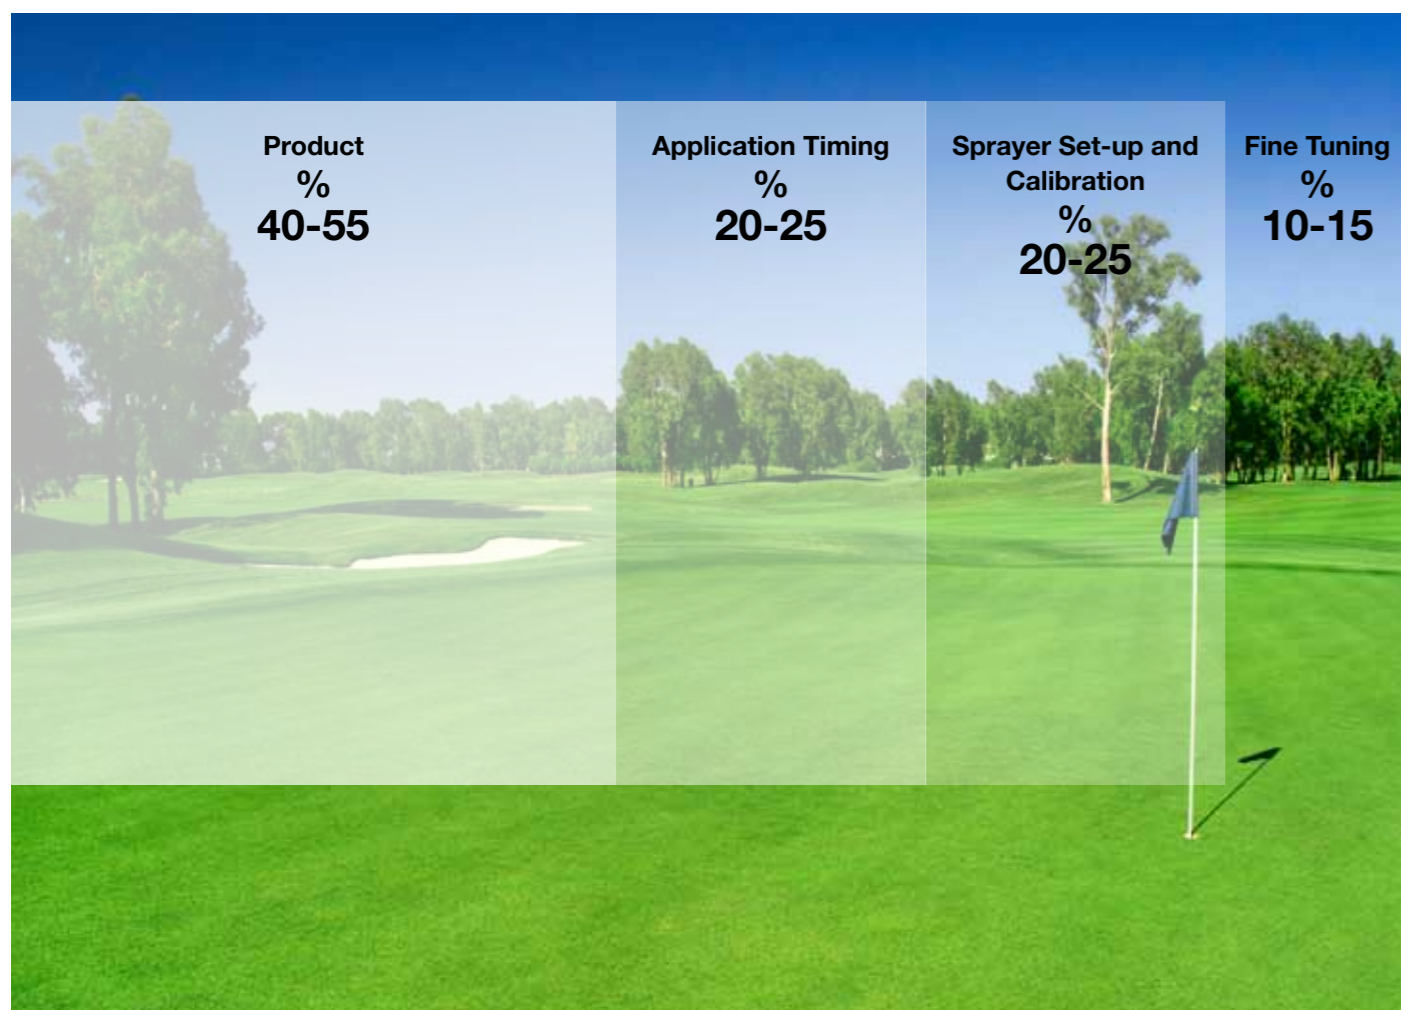 Product
%
40-55
Application Timing
%
20-25
Sprayer Set-up and
Calibration
%
20-25
Fine Tuning
%
10-15